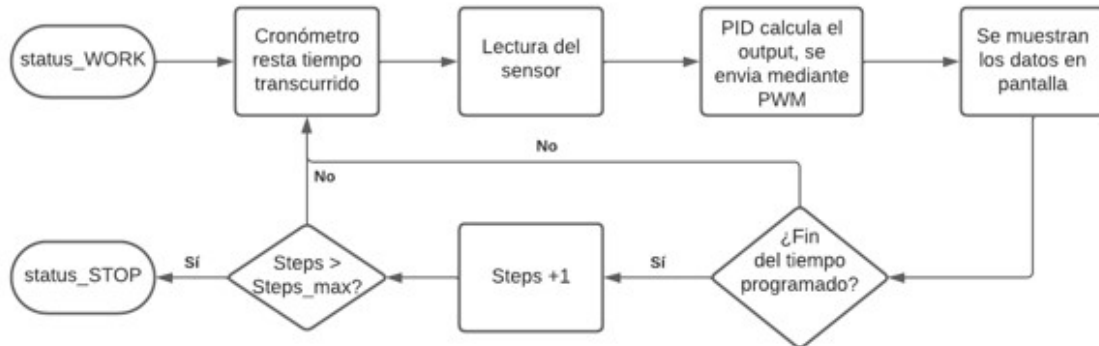 status_WORK
Cronómetro
resta tiempo
transcurrido
Lectura del
sensor
PID calcula el
output, se
envia mediante
PWM
Se muestran
los datos en
pantalla
No
No
¿Fin
del tiempo
programado?
Sí
Steps +1
Steps >
Steps_max?
Sí
status_STOP